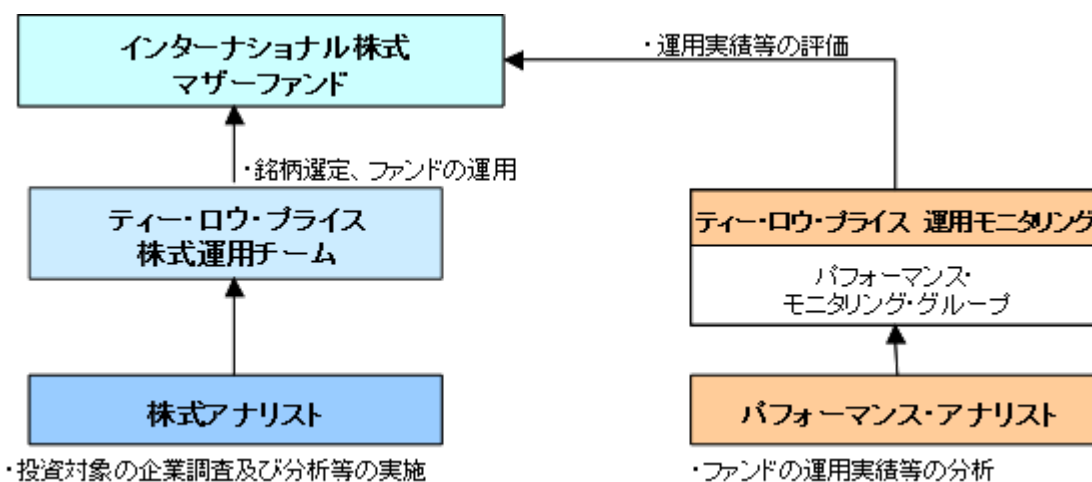 インターナショナル株式
マザーファンド
・運用実績等の評価
・銘柄選定、ファンドの運用
ティー・ロウ・プライス
株式運用チーム
ティー・ロウ・プライス 運用モニタリング
パフォーマンス・
モニタリング・グループ
株式アナリスト
パフォーマンス・アナリスト
・投資対象の企業調査及び分析等の実施
・ファンドの運用実績等の分析